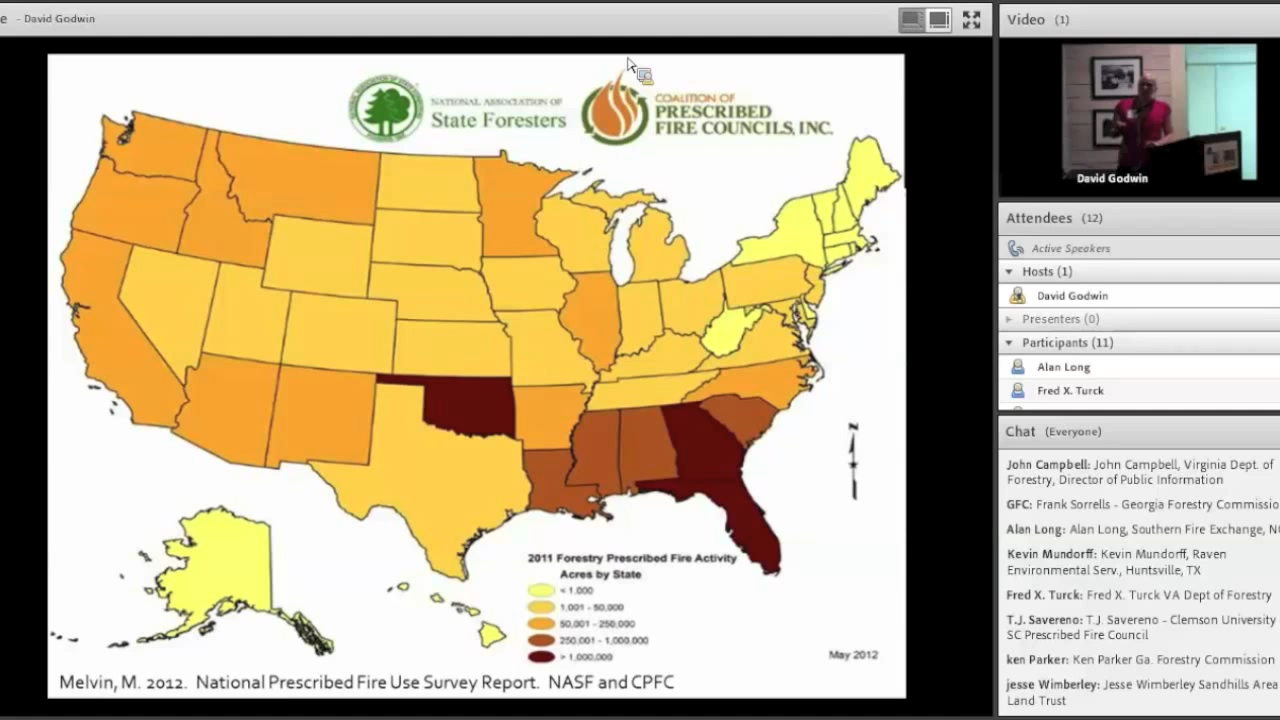 e - David Godwin
NATIONAL ASSOCIATION OF
State Foresters
COALITION OF
PRESCRIBED
FIRE COUNCILS, INC.
N
2011 Forestry Prescribed Fire Activity
Acres by State
< 1,000
1,001 - 50,000
50,001 - 250,000
250,001 - 1,000,000
> 1,000,000
May 2012
Melvin, M. 2012. National Prescribed Fire Use Survey Report. NASF and CPFC
Video (1)
David Godwin
Attendees (12)
Active Speakers
Hosts (1)
David Godwin
Presenters (0)
Participants (11)
Alan Long
Fred X. Turck
Chat (Everyone)
John Campbell: John Campbell, Virginia Dept. of
Forestry, Director of Public Information
GFC: Frank Sorrells - Georgia Forestry Commissio
Alan Long: Alan Long, Southern Fire Exchange, NC
Kevin Mundorff: Kevin Mundorff, Raven
Environmental Serv., Huntsville, TX
Fred X. Turck: Fred X. Turck VA Dept of Forestry
T.J. Savereno: T.J. Savereno - Clemson University
SC Prescribed Fire Council
ken Parker: Ken Parker Ga. Forestry Commission
jesse Wimberley: Jesse Wimberley Sandhills Area
Land Trust